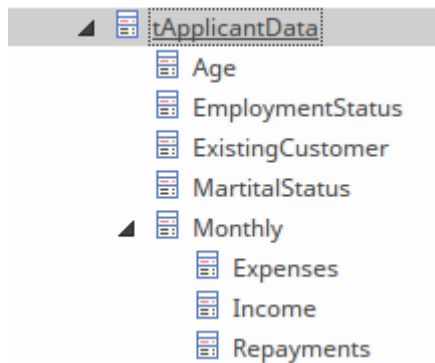 tApplicantData
Age
EmploymentStatus
ExistingCustomer
MartitalStatus
Monthly
Expenses
Income
Repayments